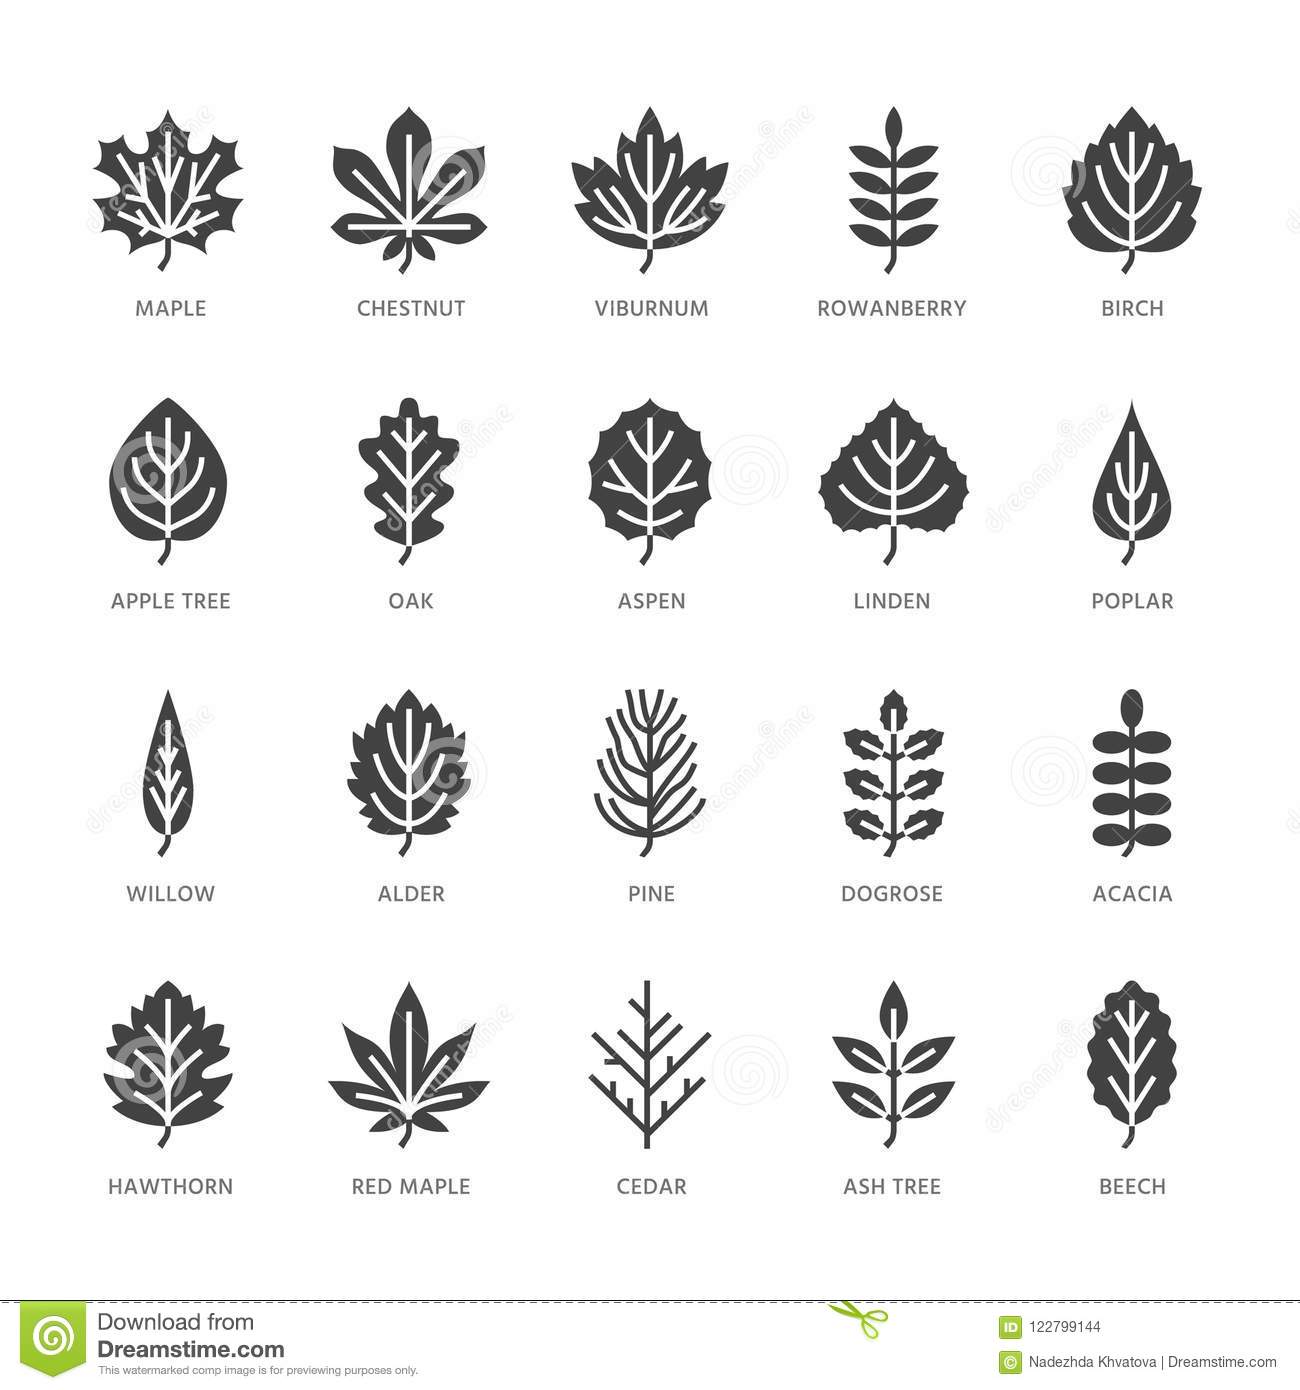 MAPLE CHESTNUT VIBURNUM ROWANBERRY BIRCH
APPLE TREE OAK ASPEN LINDEN POPLAR
WILLOW ALDER PINE DOGROSE ACACIA
HAWTHORN RED MAPLE CEDAR ASH TREE BEECH
Download from
Dreamstime.com
This watermarked comp image is for previewing purposes only.
ID 122799144
© Nadezhda Khvatova | Dreamstime.com